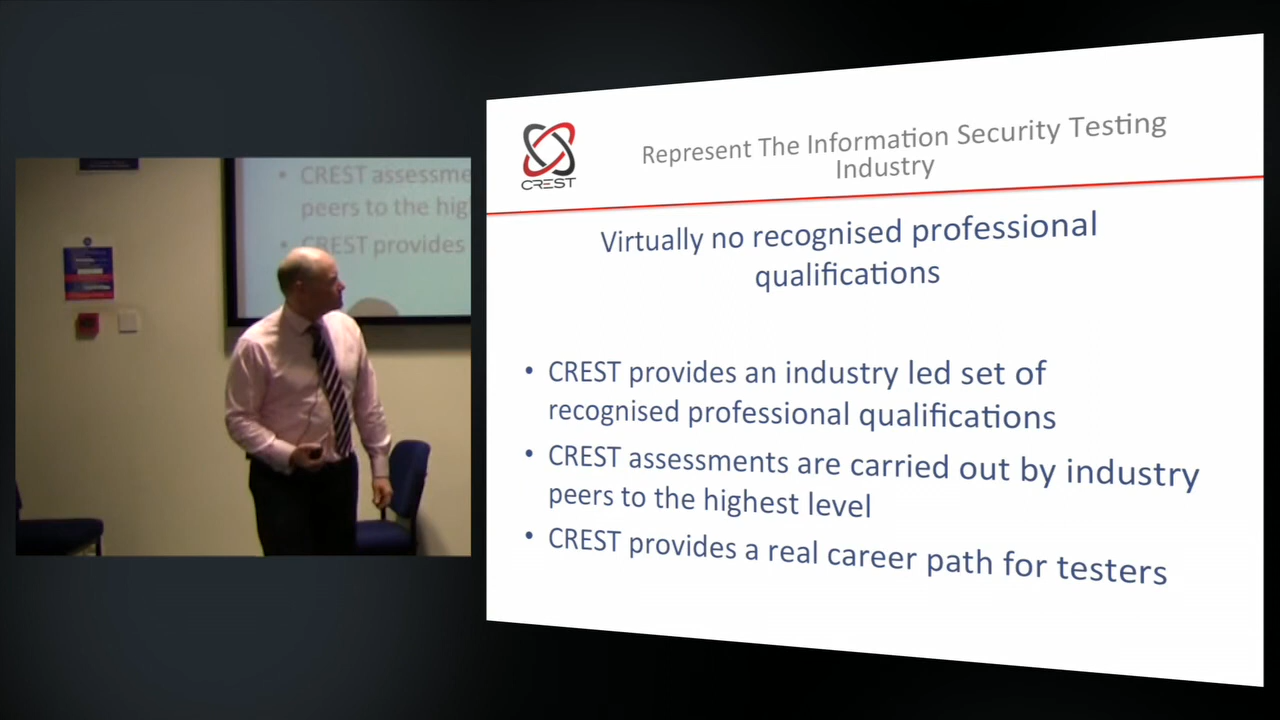 CREST assessme
peers to the hig
CREST provides
CREST
Represent The Information Security Testing
Industry
Virtually no recognised professional
qualifications
• CREST provides an industry led set of
recognised professional qualifications
• CREST assessments are carried out by industry
peers to the highest level
• CREST provides a real career path for testers